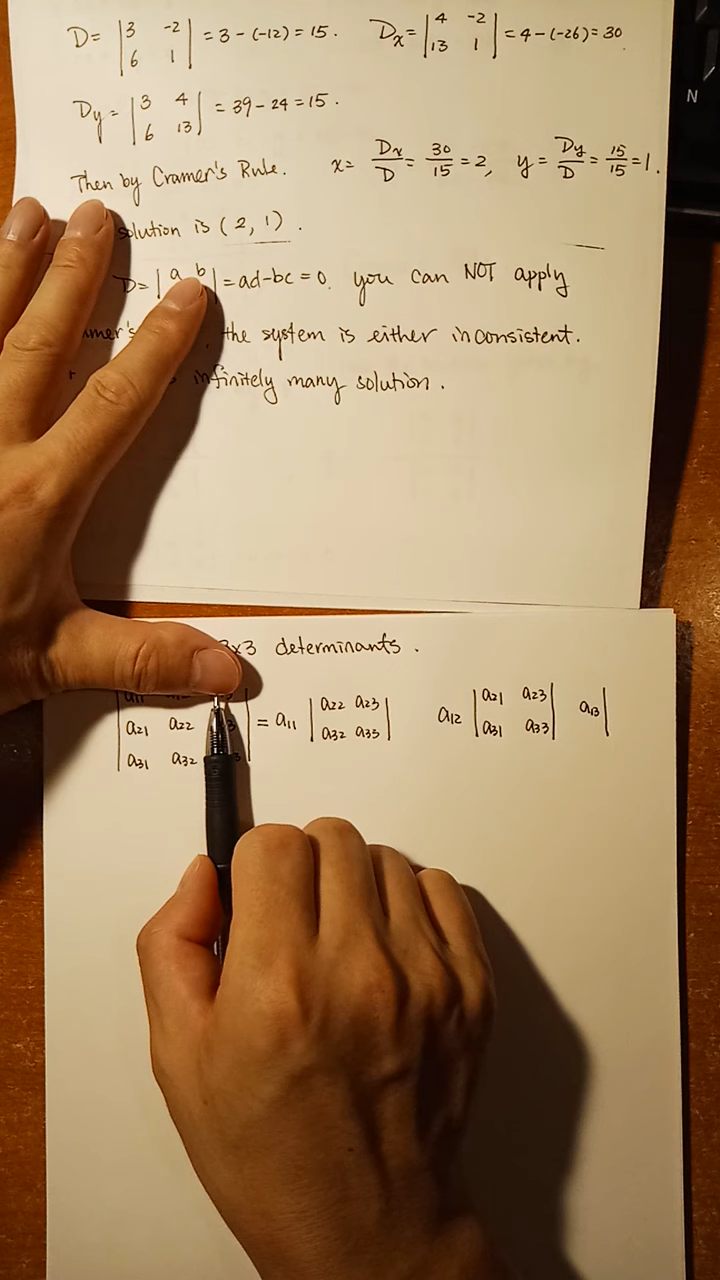 D= | 3 -2 6 1 | = 3-(-12) = 15. Dx= | 4 -2 13 1 | = 4-(-26) = 30
Dy= | 3 4 6 13 | = 39-24 = 15.
Then by Cramer's Rule. x= Dx/D = 30/15 = 2, y = Dy/D = 15/15 = 1.
solution is (2, 1).
D= | a b | = ad-bc = 0. you can NOT apply
the system is either inconsistent.
infinitely many solution.
3x3 determinants.
| a21 a22 a31 a32 | = a11 | a22 a23 a32 a33 | a12 | a21 a23 a31 a33 | a13 |
N